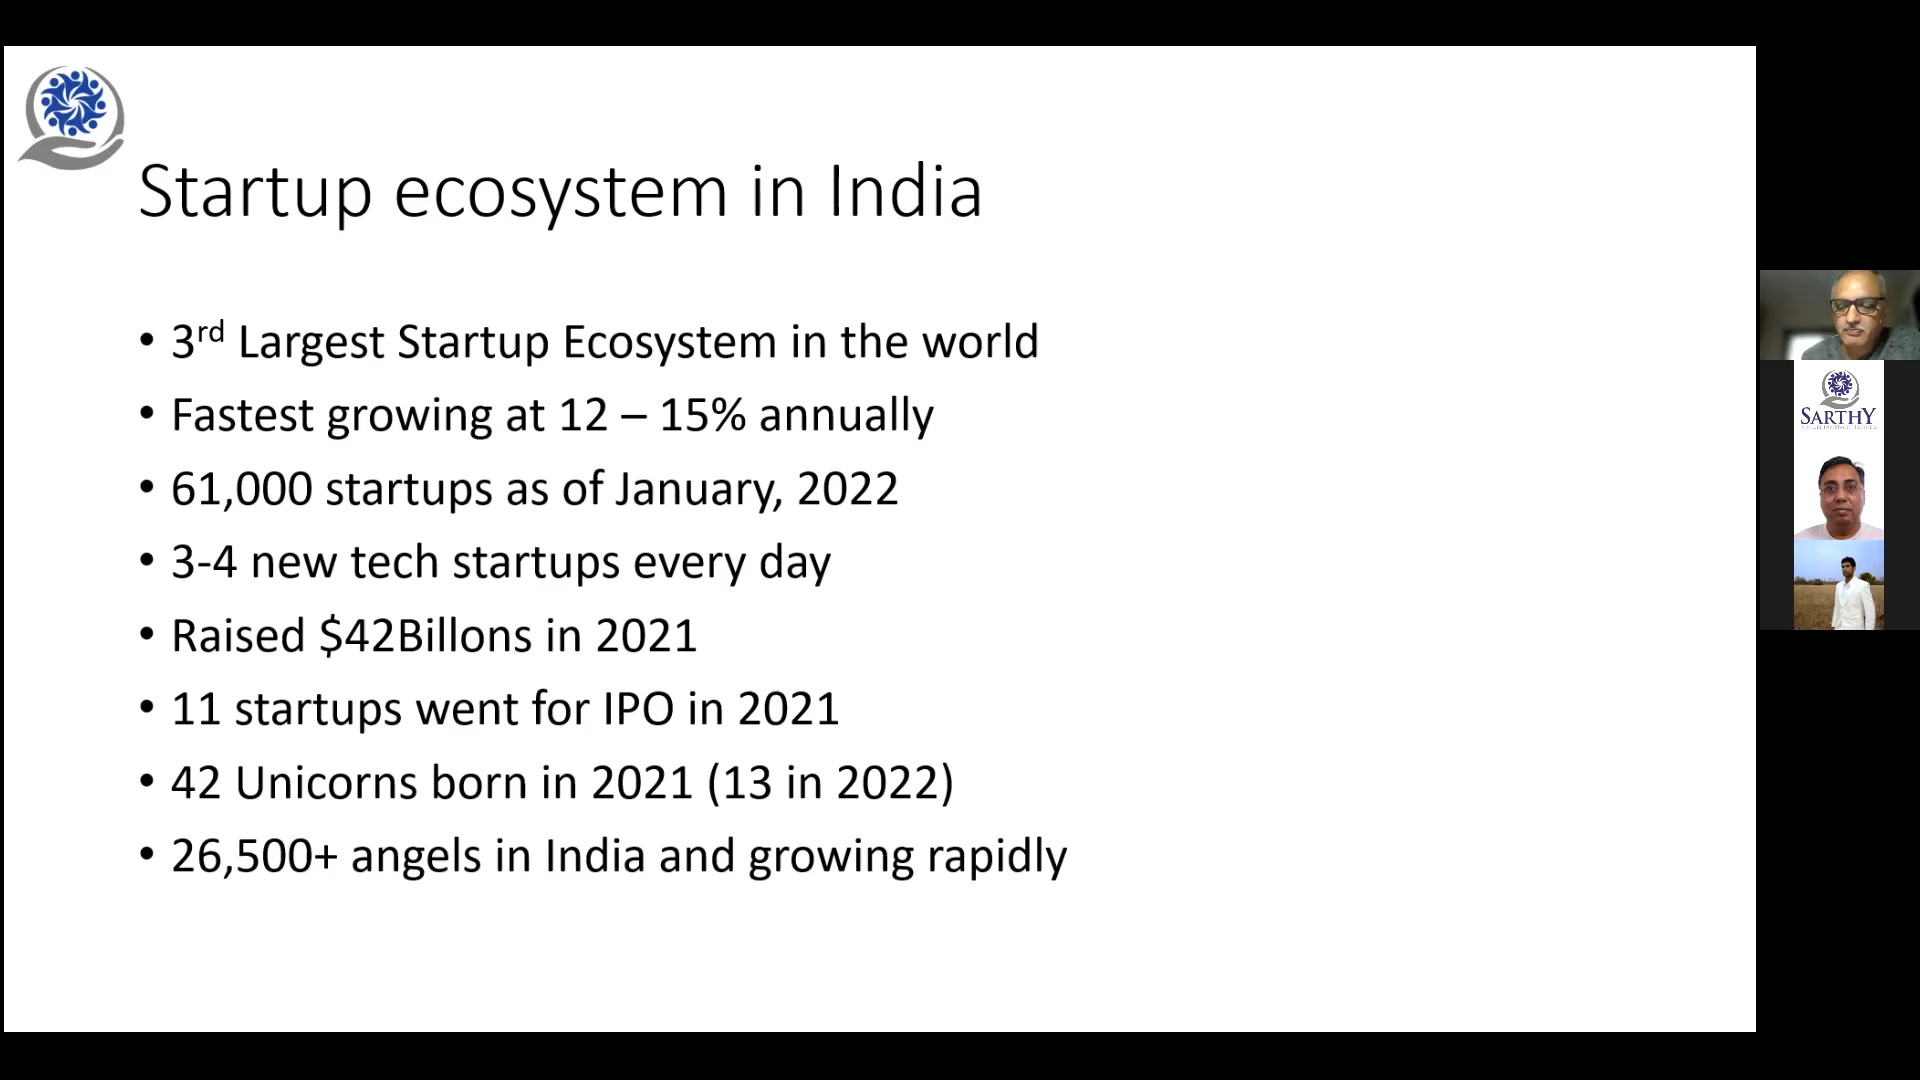 Startup ecosystem in India
• 3rd Largest Startup Ecosystem in the world
• Fastest growing at 12 – 15% annually
• 61,000 startups as of January, 2022
• 3-4 new tech startups every day
• Raised $42Billons in 2021
• 11 startups went for IPO in 2021
• 42 Unicorns born in 2021 (13 in 2022)
• 26,500+ angels in India and growing rapidly
SARTHY